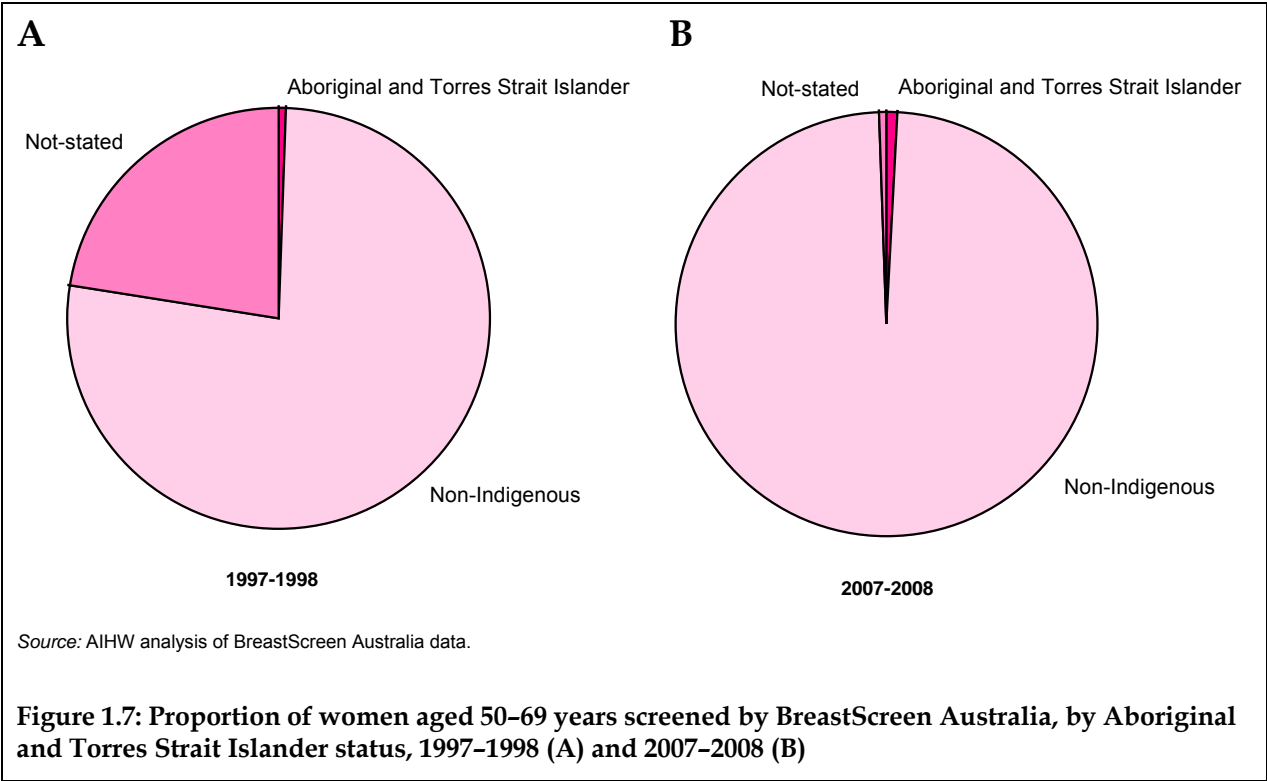 A
Aboriginal and Torres Strait Islander
Not-stated
Non-Indigenous
1997-1998
B
Not-stated
Aboriginal and Torres Strait Islander
Non-Indigenous
2007-2008
Source: AIHW analysis of BreastScreen Australia data.
Figure 1.7: Proportion of women aged 50–69 years screened by BreastScreen Australia, by Aboriginal
and Torres Strait Islander status, 1997–1998 (A) and 2007–2008 (B)